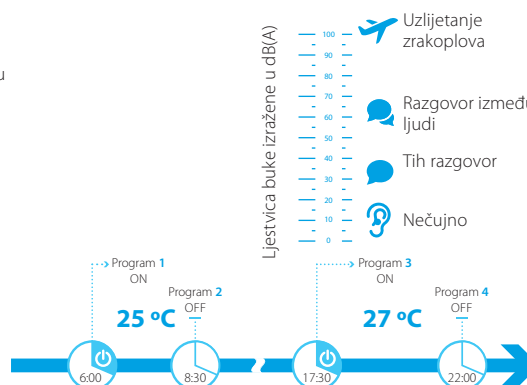 u
Ljestvica buke izražene u dB(A)
100
90
80
70
60
50
40
30
20
10
0
Uzlijetanje
zrakoplova
Razgovor između
ljudi
Tih razgovor
Nečujno
Program 1
ON
Program 2
OFF
25 ºC
Program 3
ON
Program 4
OFF
27 ºC
6:00
8:30
17:30
22:00